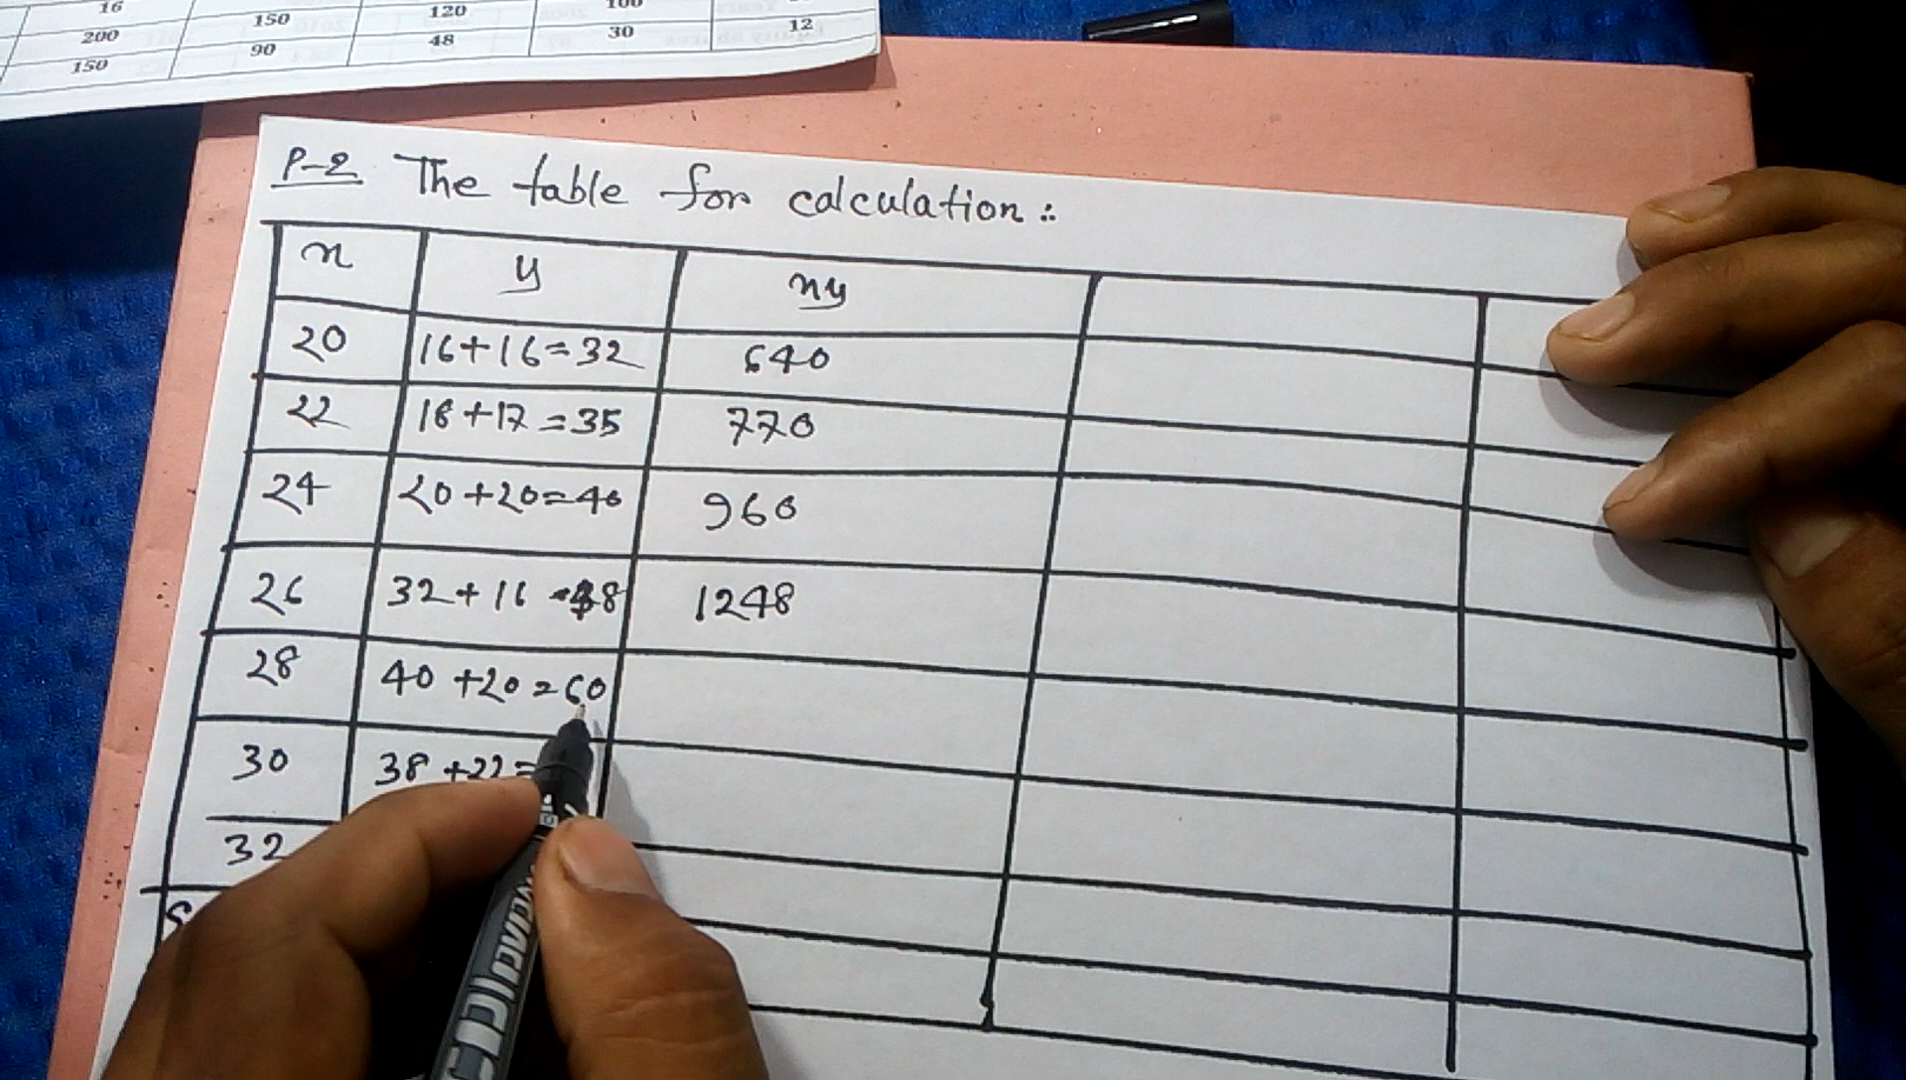 16 150 120 100
200 90 48 30 12
150
P-2 The table for calculation:
x y xy
20 16+16=32 640
22 18+17=35 770
24 20+20=40 960
26 32+16=48 1248
28 40+20=60
30 38+22=
32